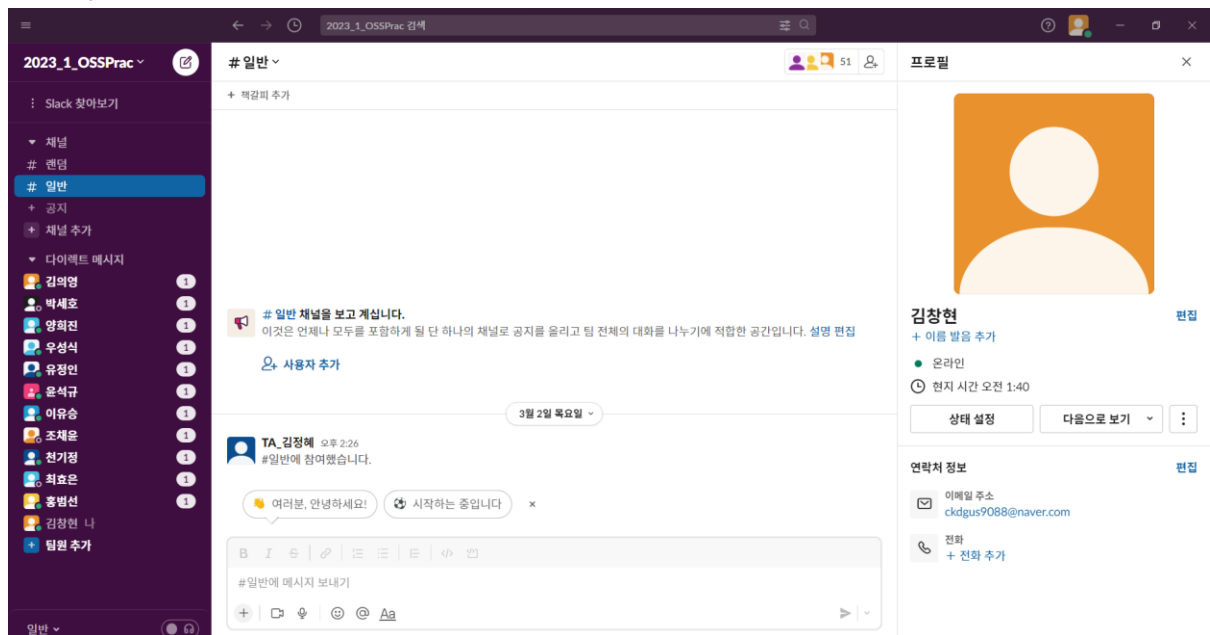 2023_1_OSSPrac 검색
2023_1_OSSPrac
Slack 찾아보기
채널
# 랜덤
# 일반
+ 공지
+ 채널 추가
다이렉트 메시지
김의영 1
박세호 1
양희진 1
우성식 1
유정인 1
윤석규 1
이유승 1
조채윤 1
천기정 1
최효은 1
홍범선 1
김창현 나
+ 팀원 추가
일반
# 일반
51
+ 책갈피 추가
# 일반 채널을 보고 계십니다.
이것은 언제나 모두를 포함하게 될 단 하나의 채널로 공지를 올리고 팀 전체의 대화를 나누기에 적합한 공간입니다. 설명 편집
사용자 추가
3월 2일 목요일
TA_김정혜 오후 2:26
#일반에 참여했습니다.
👋 여러분, 안녕하세요!
⚽ 시작하는 중입니다
×
B I S
#일반에 메시지 보내기
+ @ Aa
프로필
김창현 편집
+ 이름 발음 추가
온라인
현지 시간 오전 1:40
상태 설정
다음으로 보기
연락처 정보 편집
이메일 주소
ckdgus9088@naver.com
전화
+ 전화 추가